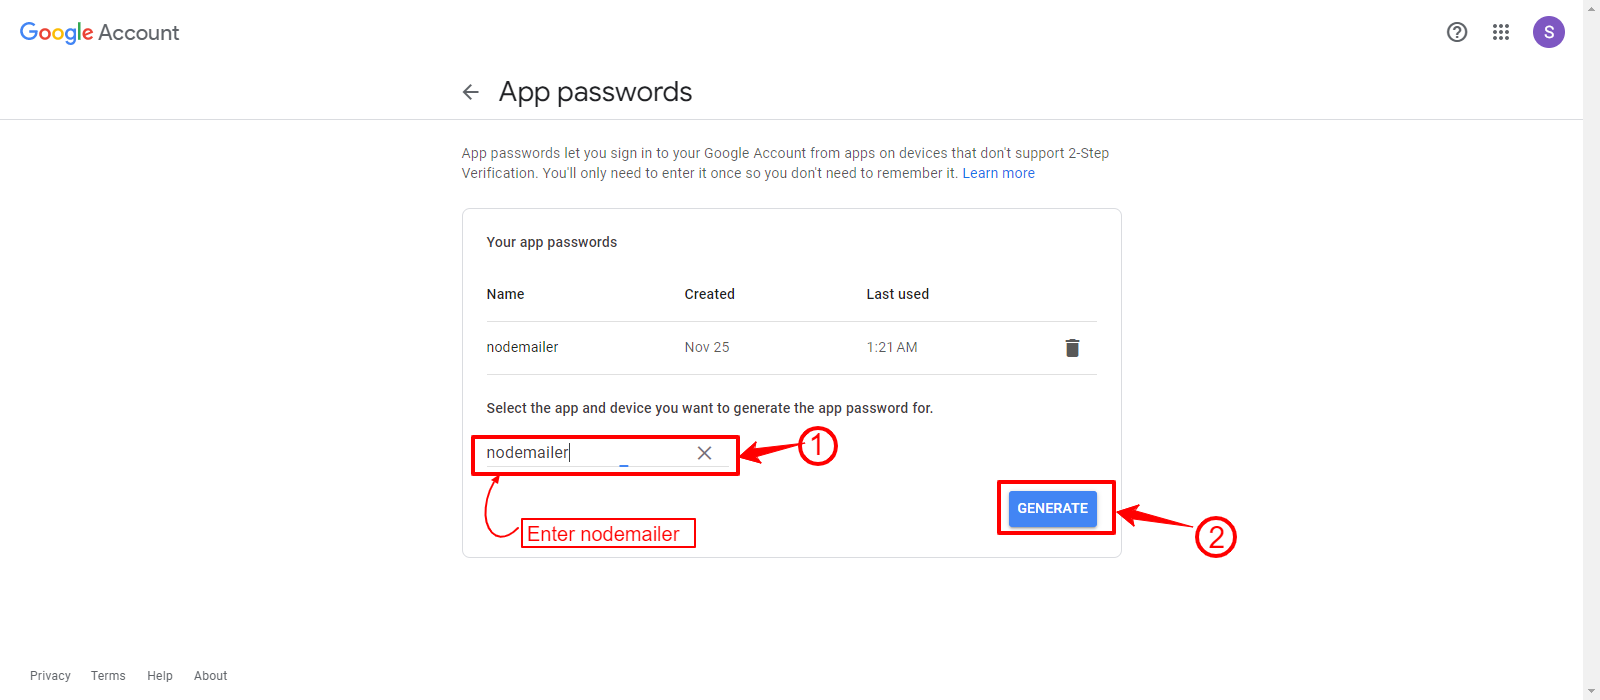 Google Account
S
App passwords
App passwords let you sign in to your Google Account from apps on devices that don't support 2-Step
Verification. You'll only need to enter it once so you don't need to remember it. Learn more
Your app passwords
Name Created Last used
nodemailer Nov 25 1:21 AM
Select the app and device you want to generate the app password for.
nodemailer
1
GENERATE
Enter nodemailer
2
Privacy Terms Help About